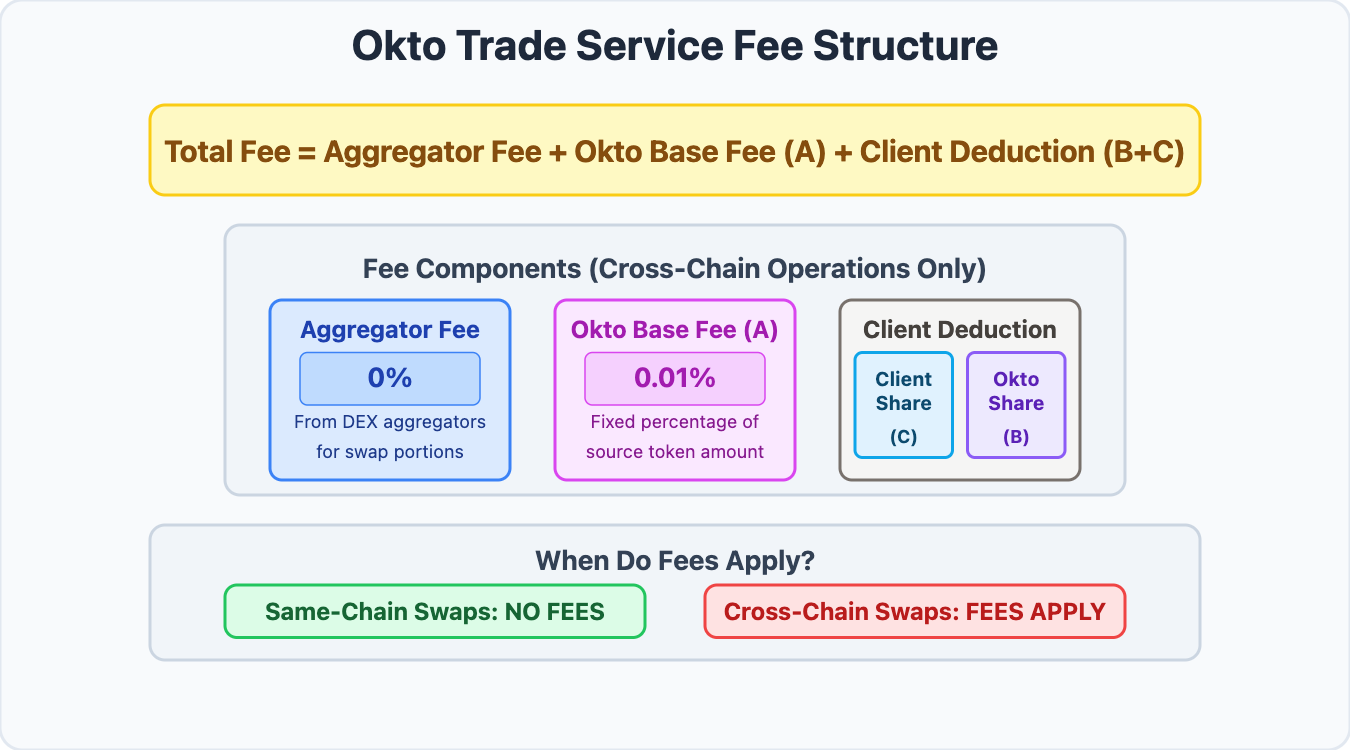 Okto Trade Service Fee Structure
Total Fee = Aggregator Fee + Okto Base Fee (A) + Client Deduction (B+C)
Fee Components (Cross-Chain Operations Only)
Aggregator Fee
0%
From DEX aggregators
for swap portions
Okto Base Fee (A)
0.01%
Fixed percentage of
source token amount
Client Deduction
Client
Share
(C)
Okto
Share
(B)
When Do Fees Apply?
Same-Chain Swaps: NO FEES
Cross-Chain Swaps: FEES APPLY